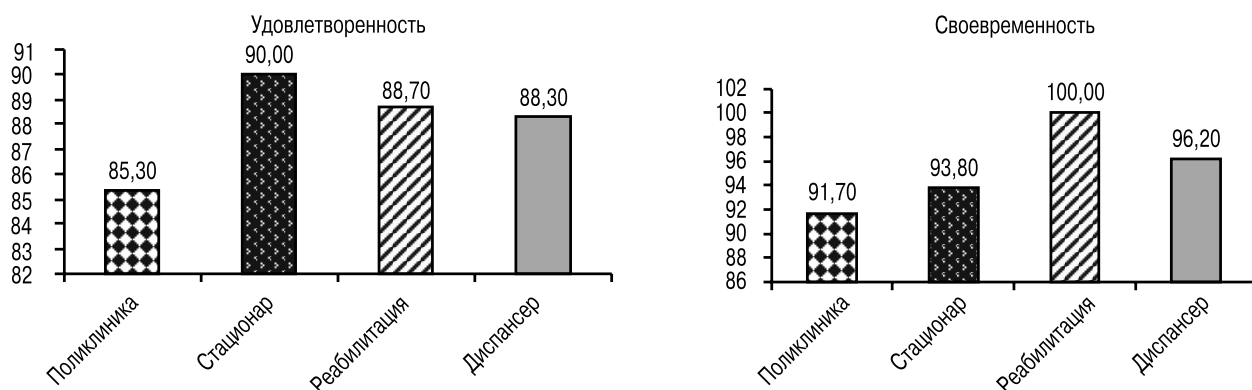 Удовлетворенность
91
90
89
88
87
86
85
84
83
82
85,30
90,00
88,70
88,30
Поликлиника
Стационар
Реабилитация
Диспансер
Своевременность
102
100
98
96
94
92
90
88
86
91,70
93,80
100,00
96,20
Поликлиника
Стационар
Реабилитация
Диспансер